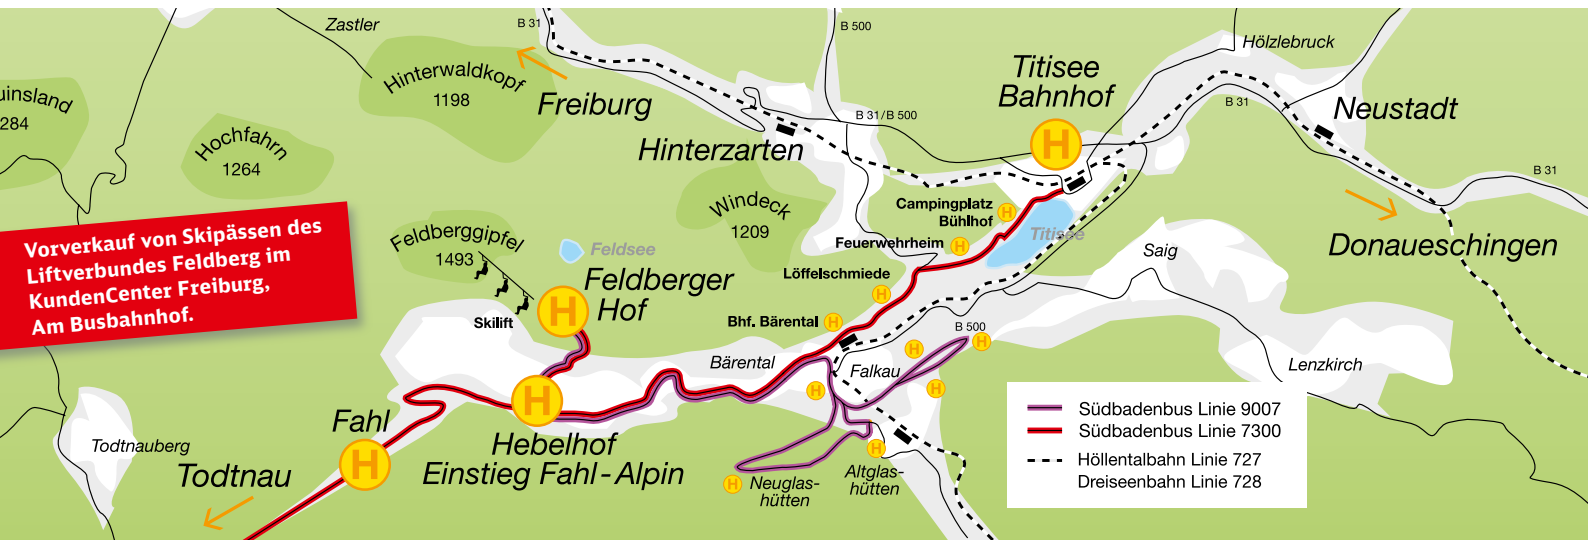 B 31
Zastler
B 500
Hölzlebruck
Hinterwaldkopf
1198
Freiburg
Titisee
Bahnhof
H
B 31
Neustadt
uinsland
284
Hochfahrn
1264
B 31/B 500
Hinterzarten
B 31
Windeck
1209
Campingplatz
Bühlhof
H
Feuerwehrheim
H
Titisee
Donaueschingen
Saig
Vorverkauf von Skipässen des
Liftverbundes Feldberg im
KundenCenter Freiburg,
Am Busbahnhof.
Feldberggipfel
1493
Feldsee
Feldberger
Hof
H
Skilift
Löffelschmiede
H
Bhf. Bärental
H
B 500
H
H
Bärental
Falkau
H
H
Lenzkirch
H
Hebelhof
Einstieg Fahl-Alpin
Fahl
H
Todtnauberg
Todtnau
H
Neuglas-
hütten
H
Altglas-
hütten
Südbadenbus Linie 9007
Südbadenbus Linie 7300
Höllentalbahn Linie 727
Dreiseenbahn Linie 728